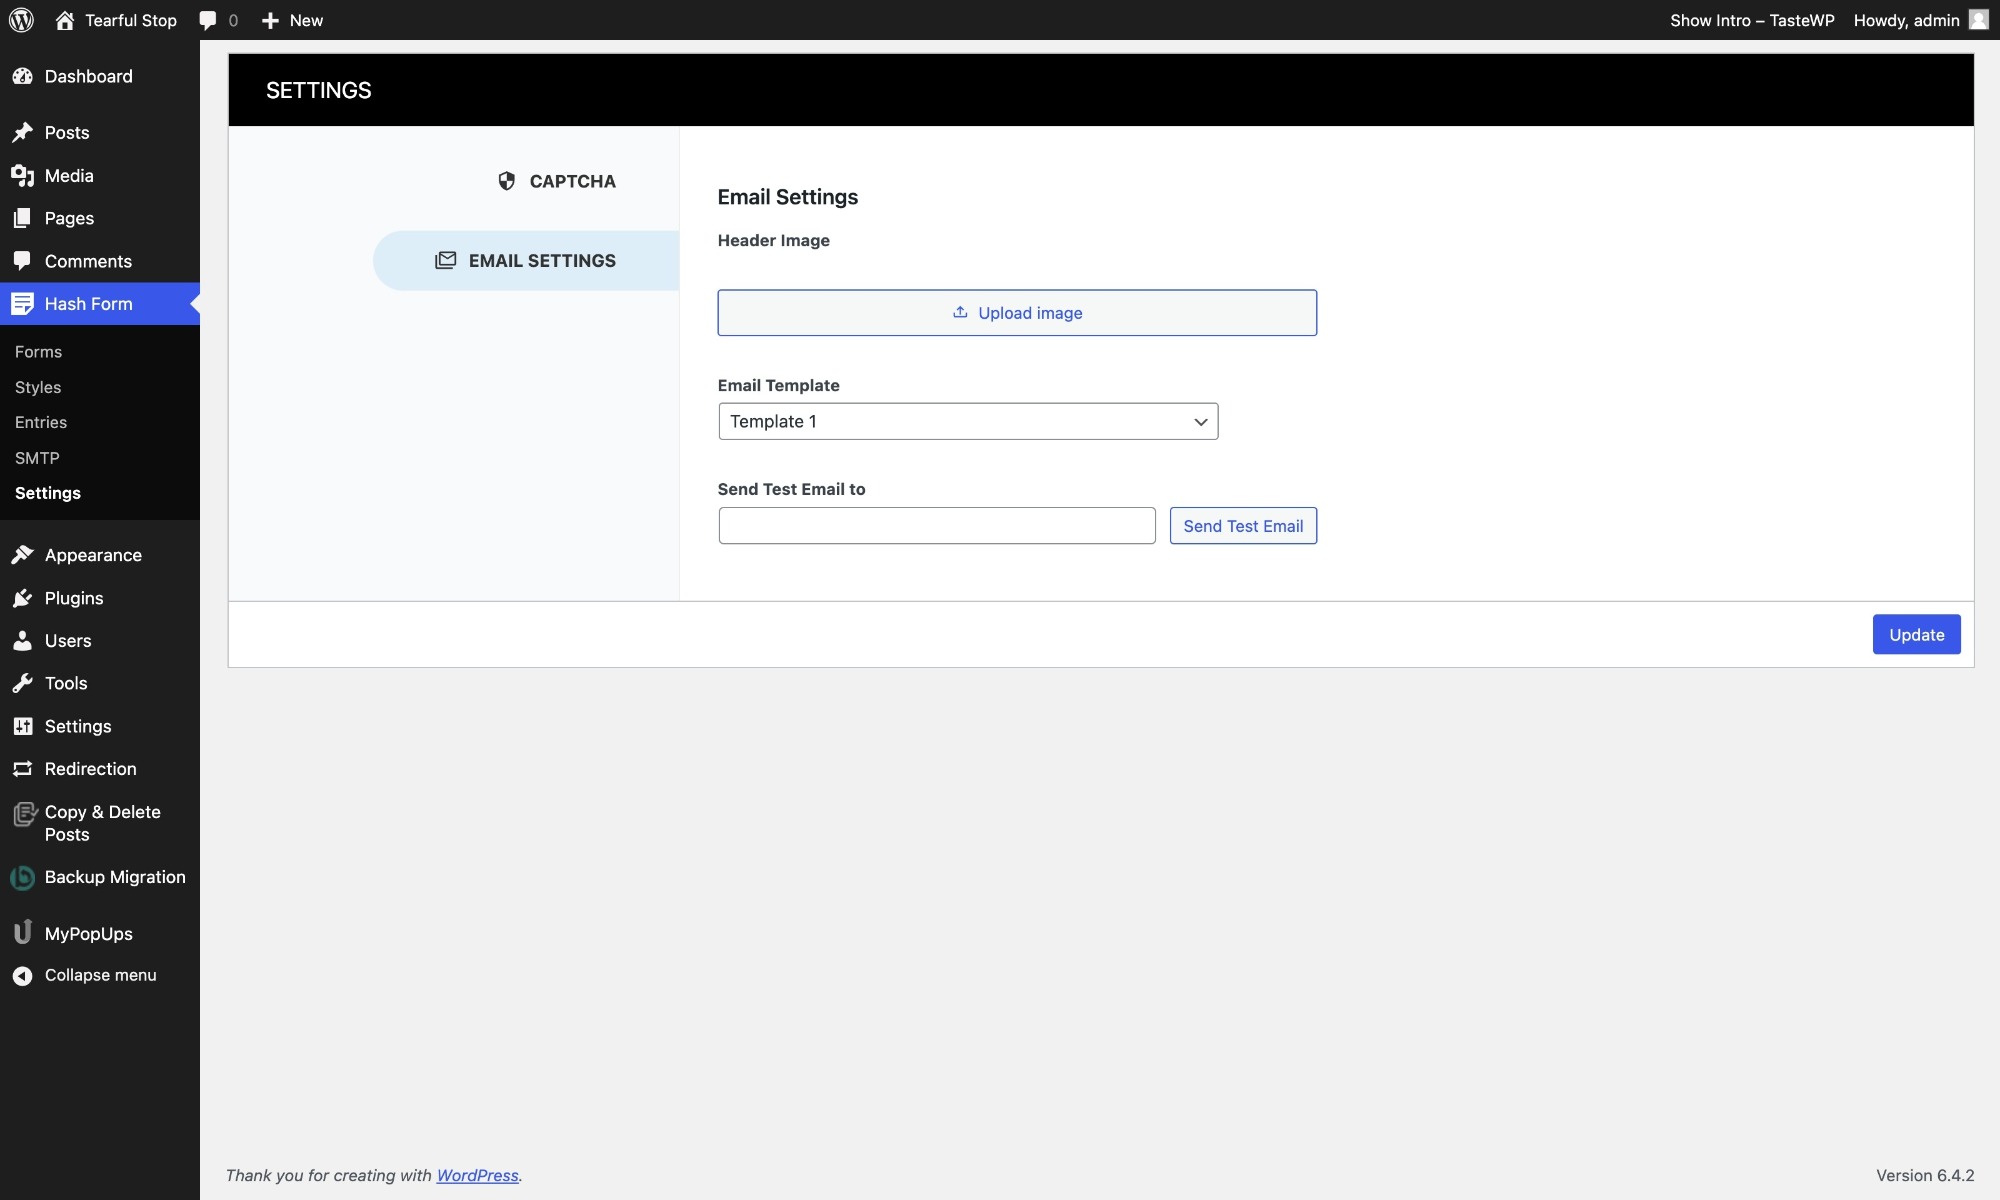 Tearful Stop
0
New
Show Intro – TasteWP
Howdy, admin
Dashboard
Posts
Media
Pages
Comments
Hash Form
Forms
Styles
Entries
SMTP
Settings
Appearance
Plugins
Users
Tools
Settings
Redirection
Copy & Delete
Posts
Backup Migration
MyPopUps
Collapse menu
SETTINGS
CAPTCHA
EMAIL SETTINGS
Email Settings
Header Image
Upload image
Email Template
Template 1
Send Test Email to
Send Test Email
Update
Thank you for creating with WordPress.
Version 6.4.2